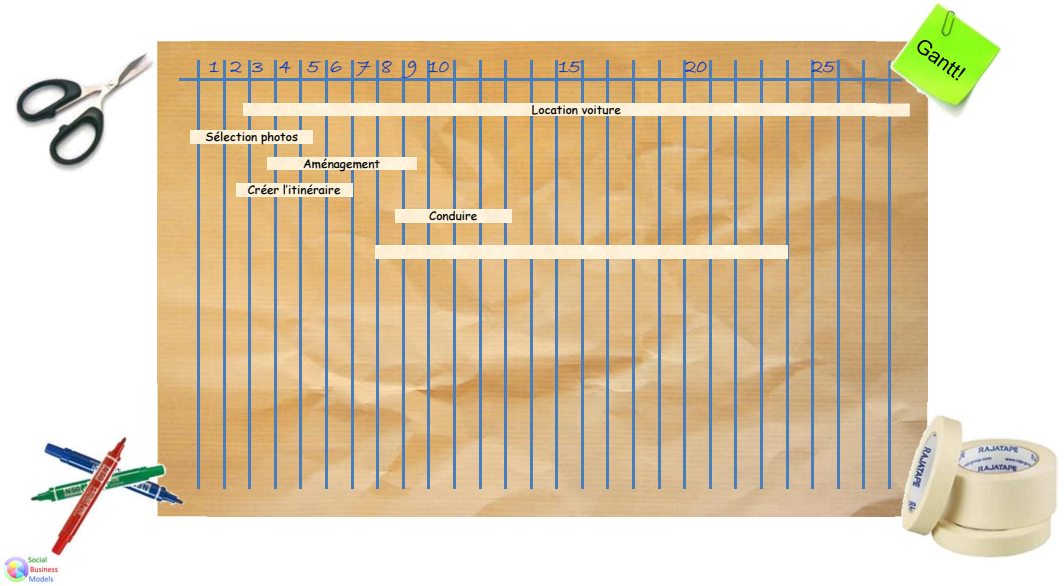 Gantt!
1 2 3 4 5 6 7 8 9 10 15 20 25
Location voiture
Sélection photos
Aménagement
Créer l'itinéraire
Conduire
RAJATAPE
RAJATAPE
RAJATAPE
Social
Business
Models